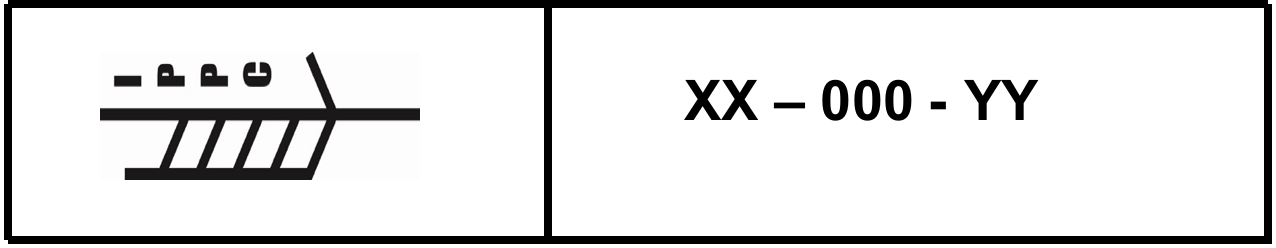 IPPC
XX – 000 - YY